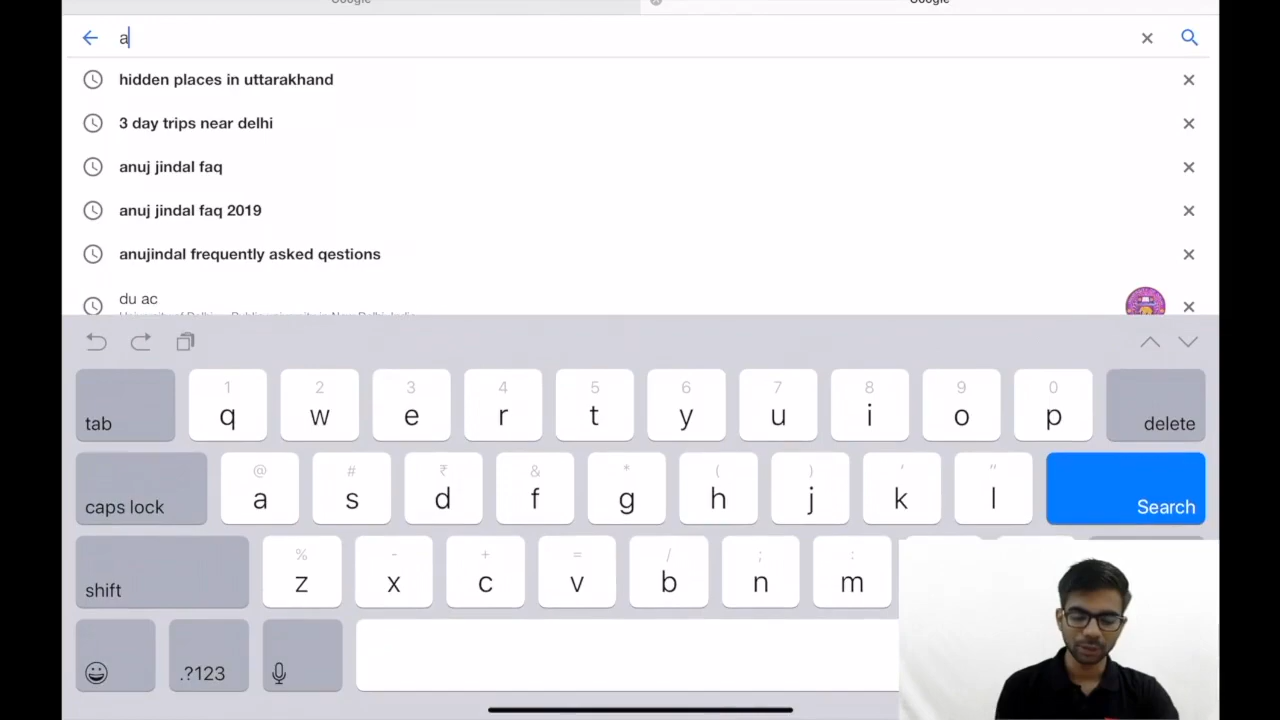 Google
Google
a
hidden places in uttarakhand
3 day trips near delhi
anuj jindal faq
anuj jindal faq 2019
anujindal frequently asked qestions
du ac
tab
1 2 3 4 5 6 7 8 9 0
q w e r t y u i o p
delete
caps lock
@ # ₹ & * ( ) ' "
a s d f g h j k l
Search
shift
% - + = / ; :
z x c v b n m
.?123